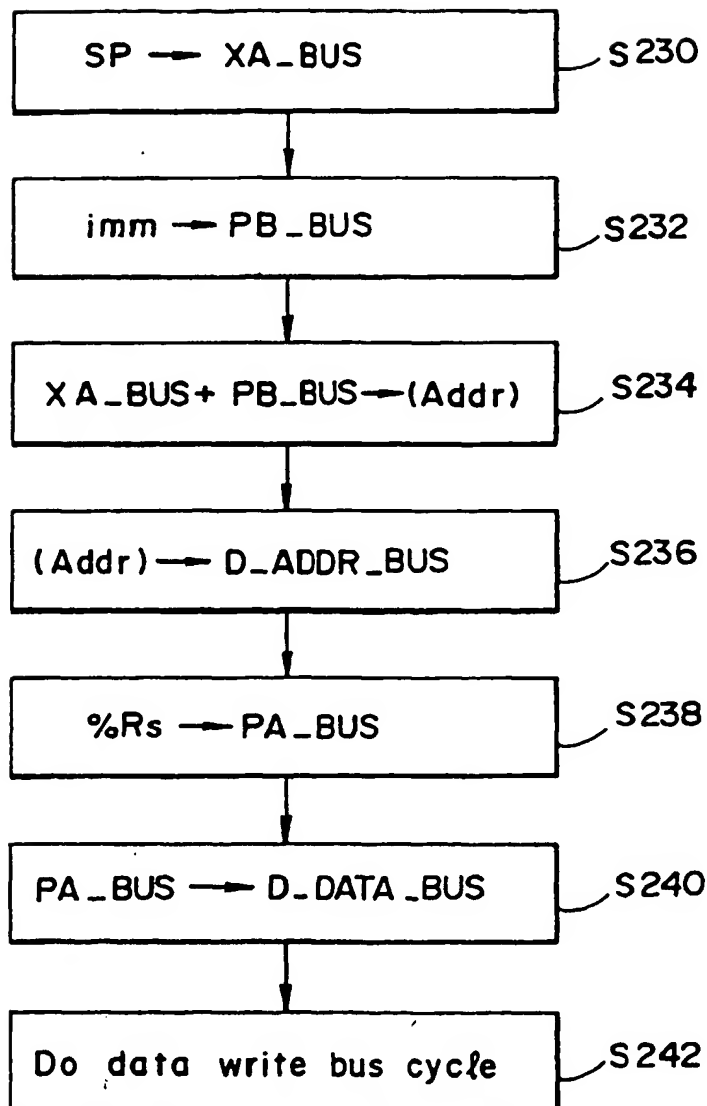 SP → XA_BUS S230
imm → PB_BUS S232
XA_BUS + PB_BUS → (Addr) S234
(Addr) → D_ADDR_BUS S236
%Rs → PA_BUS S238
PA_BUS → D_DATA_BUS S240
Do data write bus cycle S242